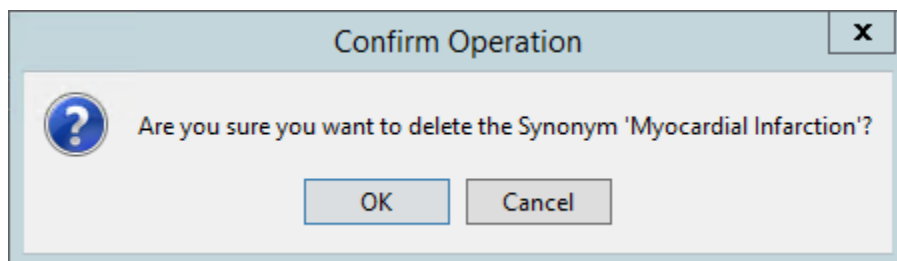 Confirm Operation
x
?
Are you sure you want to delete the Synonym 'Myocardial Infarction'?
OK
Cancel